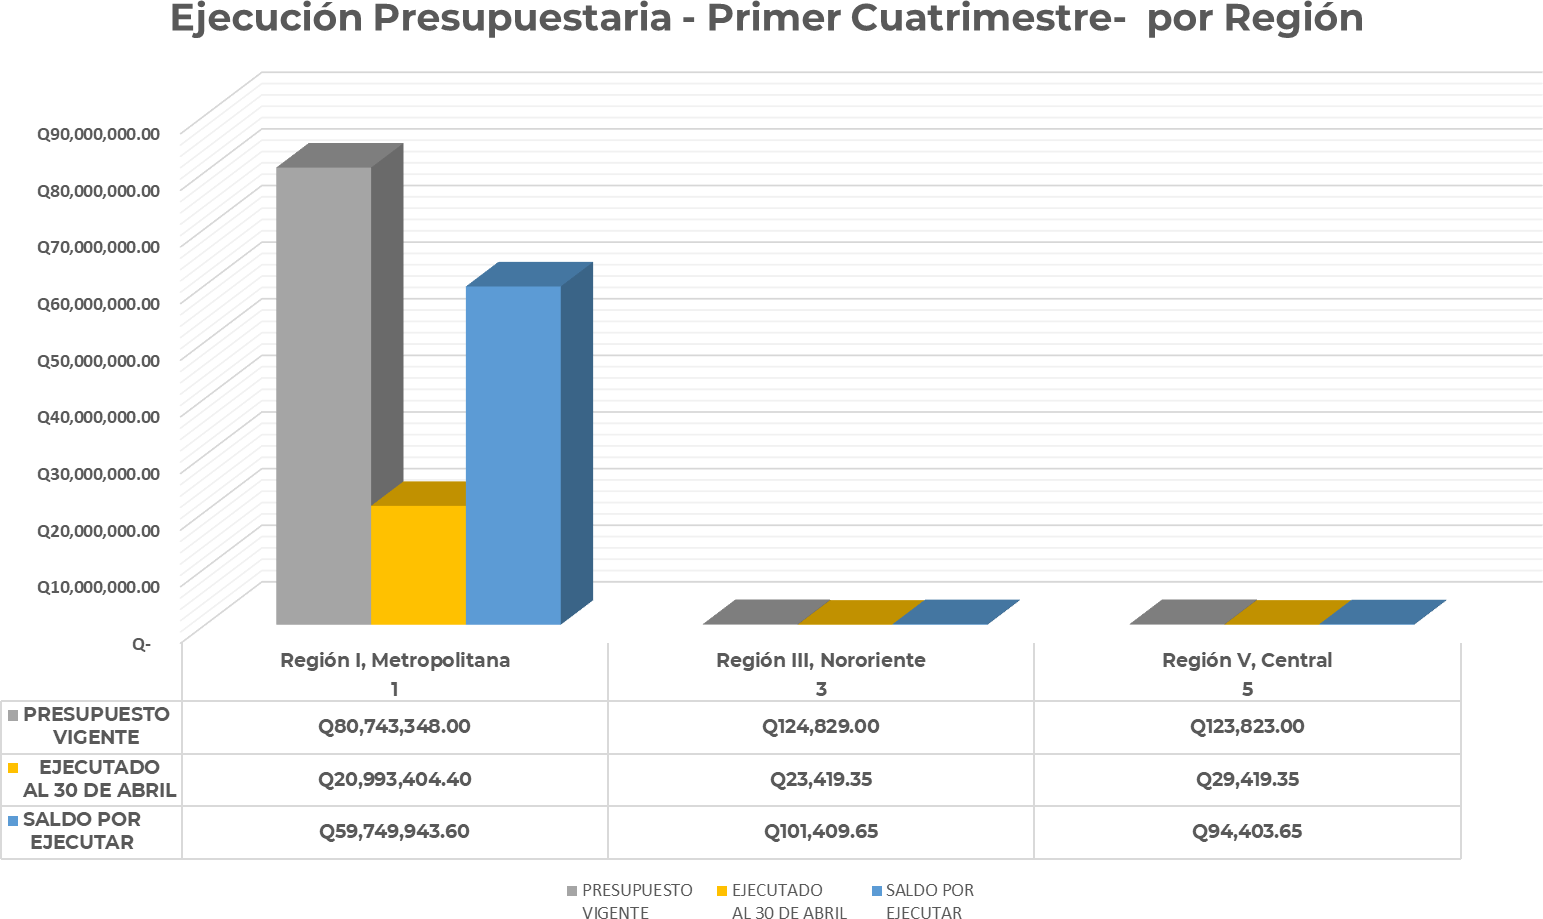 Ejecución Presupuestaria - Primer Cuatrimestre-  por Región
Q90,000,000.00
Q80,000,000.00
Q70,000,000.00
Q60,000,000.00
Q50,000,000.00
Q40,000,000.00
Q30,000,000.00
Q20,000,000.00
Q10,000,000.00
Q-
Región I, Metropolitana Región III, Nororiente Región V, Central
1 3 5
PRESUPUESTO
VIGENTE Q80,743,348.00 Q124,829.00 Q123,823.00
EJECUTADO
AL 30 DE ABRIL Q20,993,404.40 Q23,419.35 Q29,419.35
SALDO POR
EJECUTAR Q59,749,943.60 Q101,409.65 Q94,403.65
PRESUPUESTO
VIGENTE
EJECUTADO
AL 30 DE ABRIL
SALDO POR
EJECUTAR